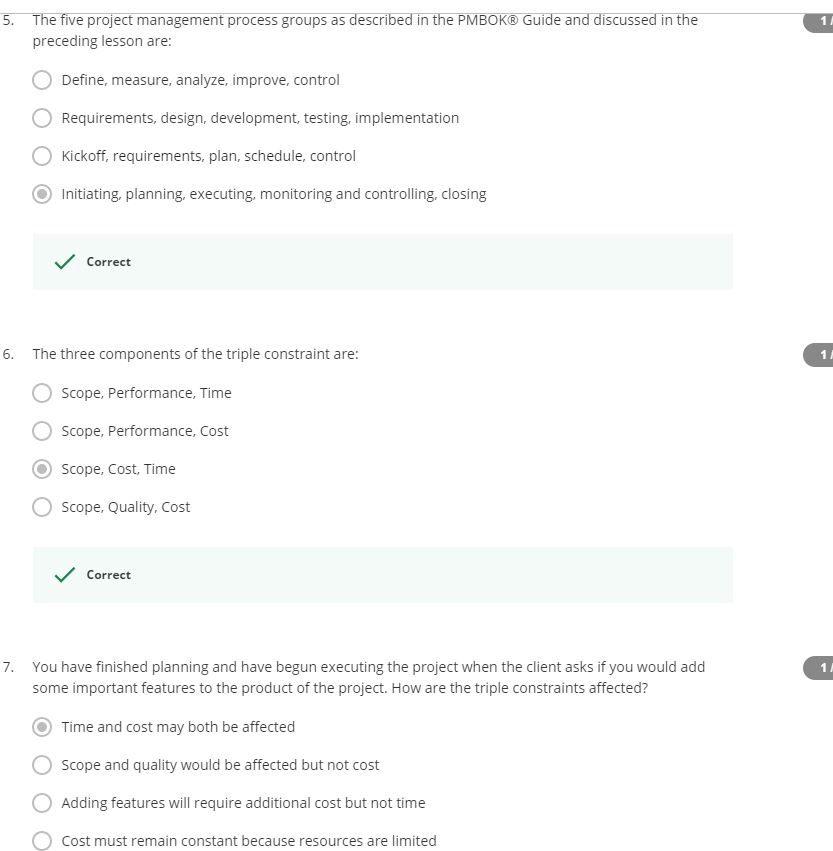 5. The five project management process groups as described in the PMBOK® Guide and discussed in the 1/
preceding lesson are:
Define, measure, analyze, improve, control
Requirements, design, development, testing, implementation
Kickoff, requirements, plan, schedule, control
Initiating, planning, executing, monitoring and controlling, closing
Correct
6. The three components of the triple constraint are: 1/
Scope, Performance, Time
Scope, Performance, Cost
Scope, Cost, Time
Scope, Quality, Cost
Correct
7. You have finished planning and have begun executing the project when the client asks if you would add 1/
some important features to the product of the project. How are the triple constraints affected?
Time and cost may both be affected
Scope and quality would be affected but not cost
Adding features will require additional cost but not time
Cost must remain constant because resources are limited